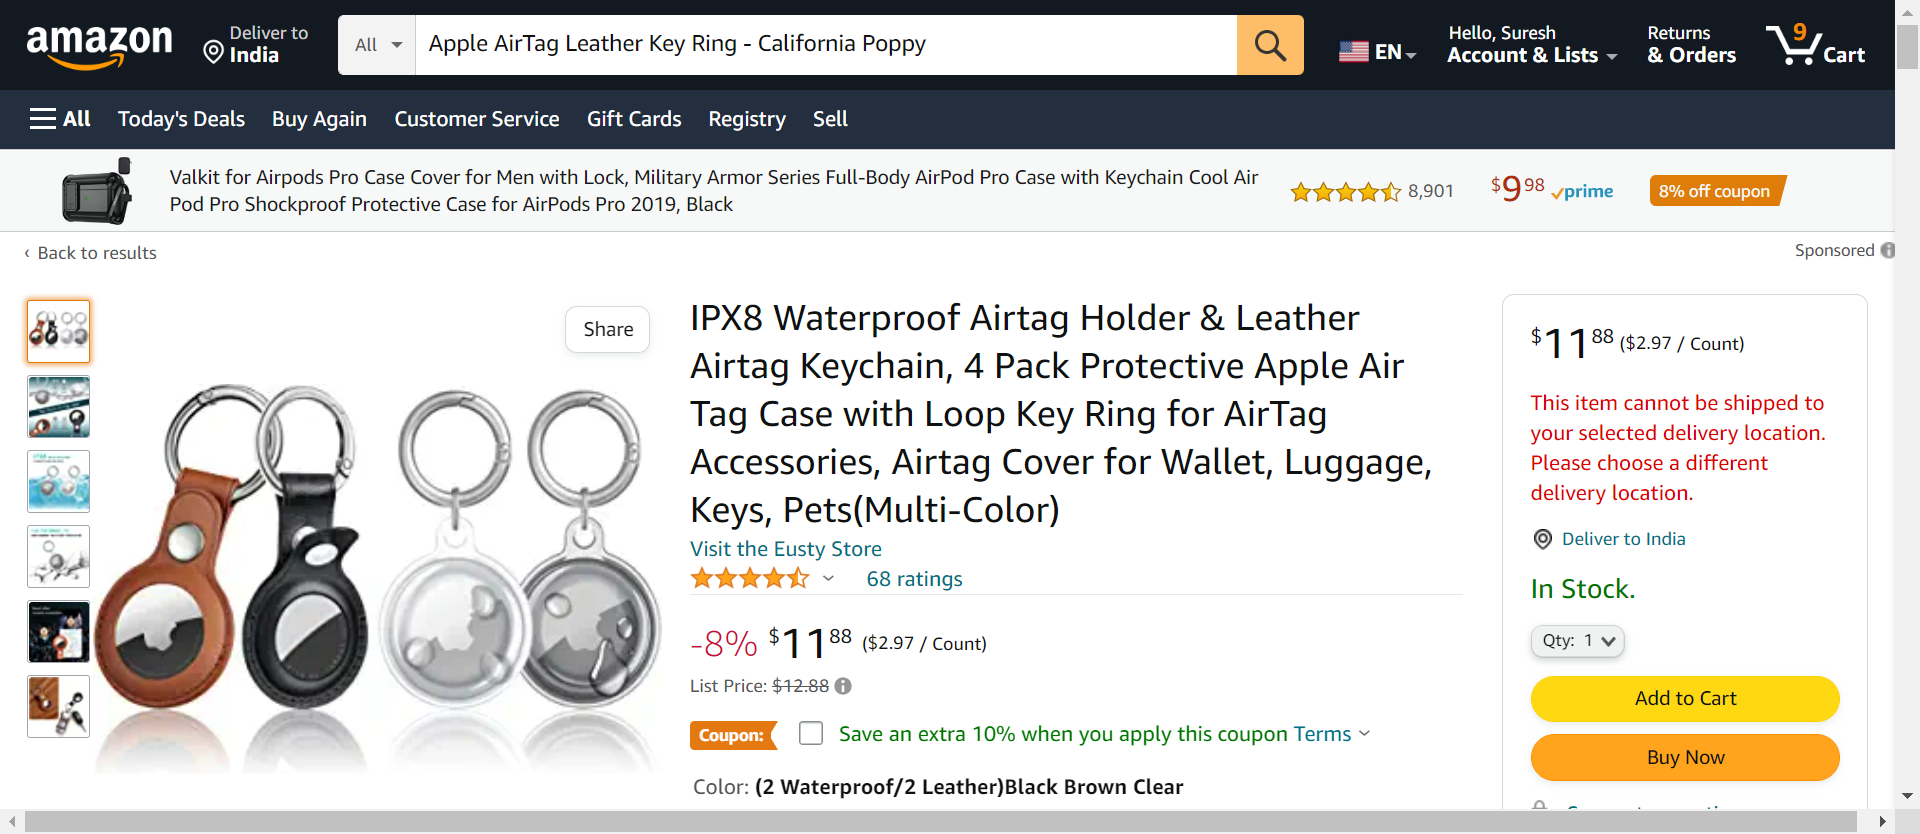 amazon
Deliver to
India
All
Apple AirTag Leather Key Ring - California Poppy
EN
Hello, Suresh
Account & Lists
Returns
& Orders
9
Cart
All
Today's Deals
Buy Again
Customer Service
Gift Cards
Registry
Sell
Valkit for Airpods Pro Case Cover for Men with Lock, Military Armor Series Full-Body AirPod Pro Case with Keychain Cool Air
Pod Pro Shockproof Protective Case for AirPods Pro 2019, Black
8,901
$9 98
prime
8% off coupon
‹ Back to results
Sponsored
Share
IPX8 Waterproof Airtag Holder & Leather
Airtag Keychain, 4 Pack Protective Apple Air
Tag Case with Loop Key Ring for AirTag
Accessories, Airtag Cover for Wallet, Luggage,
Keys, Pets(Multi-Color)
Visit the Eusty Store
68 ratings
-8% $11 88 ($2.97 / Count)
List Price: $12.88
Coupon:
Save an extra 10% when you apply this coupon Terms
Color: (2 Waterproof/2 Leather)Black Brown Clear
$11 88 ($2.97 / Count)
This item cannot be shipped to
your selected delivery location.
Please choose a different
delivery location.
Deliver to India
In Stock.
Qty: 1
Add to Cart
Buy Now